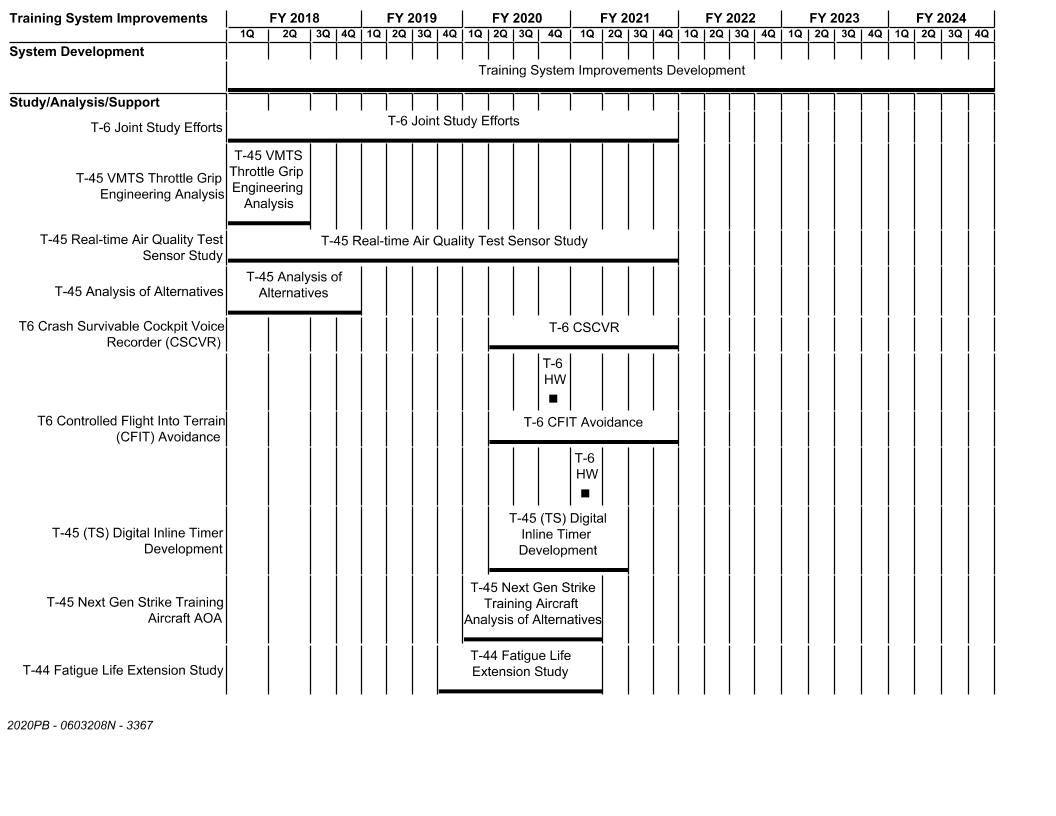 Training System Improvements FY 2018 FY 2019 FY 2020 FY 2021 FY 2022 FY 2023 FY 2024
1Q 2Q 3Q 4Q 1Q 2Q 3Q 4Q 1Q 2Q 3Q 4Q 1Q 2Q 3Q 4Q 1Q 2Q 3Q 4Q 1Q 2Q 3Q 4Q 1Q 2Q 3Q 4Q
System Development
Training System Improvements Development
Study/Analysis/Support
T-6 Joint Study Efforts
T-6 Joint Study Efforts
T-45 VMTS Throttle Grip
Engineering Analysis
T-45 VMTS
Throttle Grip
Engineering
Analysis
T-45 Real-time Air Quality Test
Sensor Study
T-45 Real-time Air Quality Test Sensor Study
T-45 Analysis of Alternatives
T-45 Analysis of
Alternatives
T6 Crash Survivable Cockpit Voice
Recorder (CSCVR)
T-6 CSCVR
T-6
HW
T6 Controlled Flight Into Terrain
(CFIT) Avoidance
T-6 CFIT Avoidance
T-6
HW
T-45 (TS) Digital Inline Timer
Development
T-45 (TS) Digital
Inline Timer
Development
T-45 Next Gen Strike Training
Aircraft AOA
T-45 Next Gen Strike
Training Aircraft
Analysis of Alternatives
T-44 Fatigue Life Extension Study
T-44 Fatigue Life
Extension Study
2020PB - 0603208N - 3367